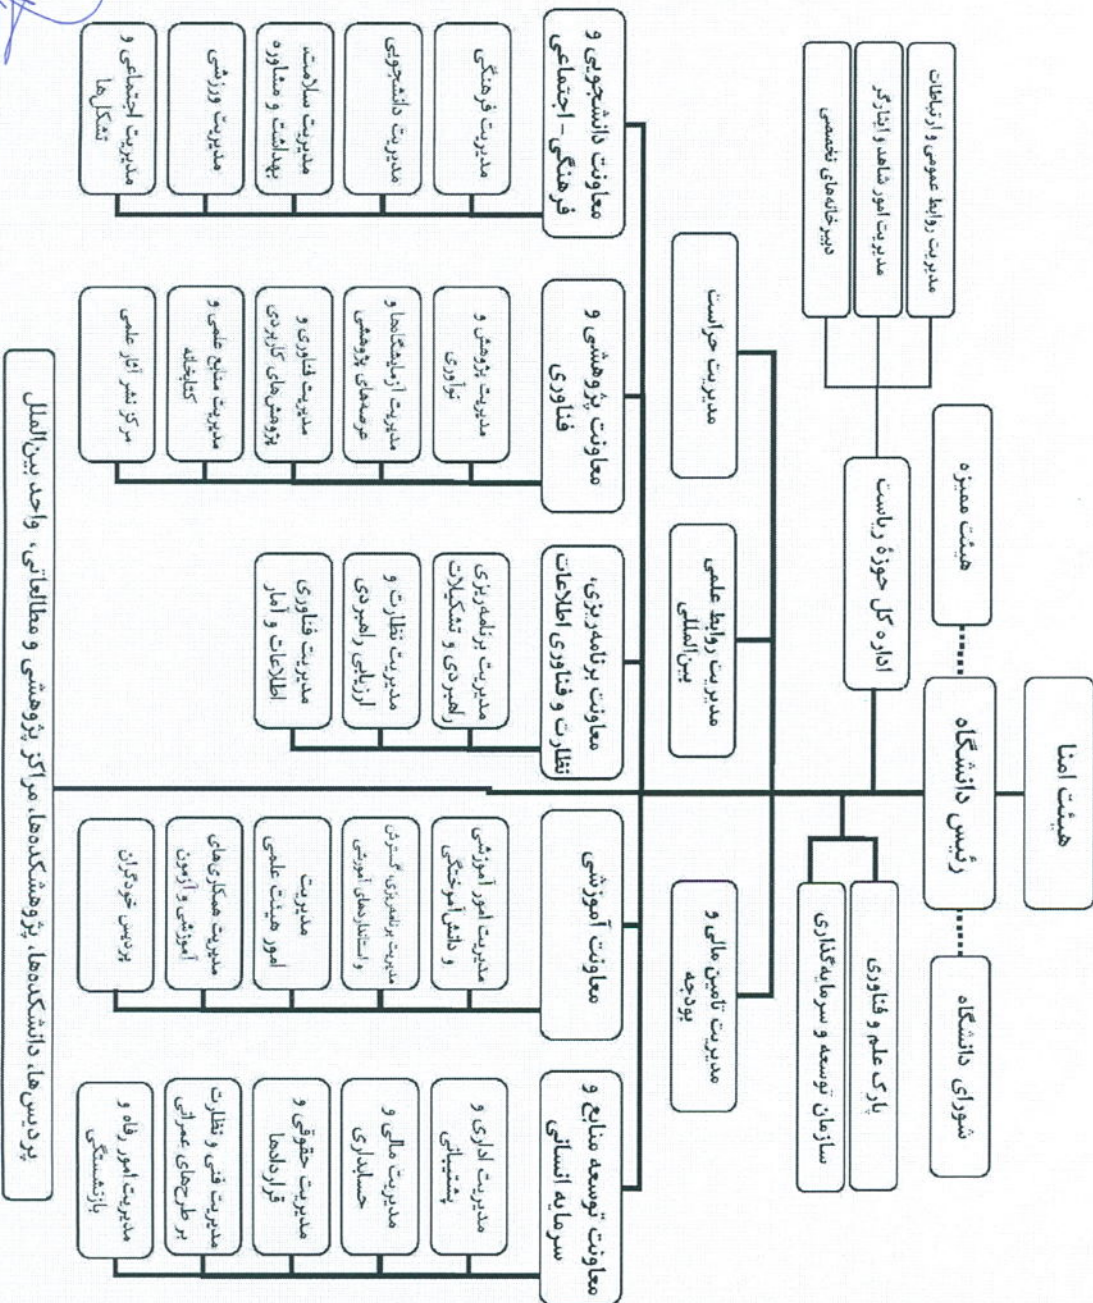 هیئت امنا
هیئت ممیزه
رئیس دانشگاه
شورای دانشگاه
اداره کل حوزۀ ریاست
مدیریت روابط عمومی و ارتباطات
مدیریت امور شاهد و ایثارگر
دبیرخانه‌های تخصصی
پارک علم و فناوری
سازمان توسعه و سرمایه‌گذاری
مدیریت تامین مالی و
بودجه
مدیریت روابط علمی
بین‌المللی
مدیریت حراست
معاونت توسعه منابع و
سرمایه انسانی
مدیریت اداری و
پشتیبانی
مدیریت مالی و
حسابداری
مدیریت حقوقی و
قراردادها
مدیریت فنی و نظارت
بر طرح‌های عمرانی
مدیریت امور رفاه و
بازنشستگی
معاونت آموزشی
مدیریت امور آموزشی
و دانش آموختگی
مدیریت برنامه‌ریزی، گسترش
و استانداردهای آموزشی
مدیریت
امور هیئت علمی
مدیریت همکاری‌های
آموزشی و آزمون
پردیس خودگران
معاونت برنامه‌ریزی،
نظارت و فناوری اطلاعات
مدیریت برنامه‌ریزی
راهبردی و تشکیلات
مدیریت نظارت و
ارزیابی راهبردی
مدیریت فناوری
اطلاعات و آمار
معاونت پژوهشی و
فناوری
مدیریت پژوهش و
نوآوری
مدیریت آزمایشگاهها و
عرصه‌های پژوهشی
مدیریت فناوری و
پژوهش‌های کاربردی
مدیریت منابع علمی و
کتابخانه
مرکز نشر آثار علمی
معاونت دانشجویی و
فرهنگی - اجتماعی
مدیریت فرهنگی
مدیریت دانشجویی
مدیریت سلامت،
بهداشت و مشاوره
مدیریت ورزشی
مدیریت اجتماعی و
تشکل‌ها
پردیس‌ها، دانشکده‌ها، پژوهشکده‌ها، مراکز پژوهشی و مطالعاتی، واحد بین‌الملل